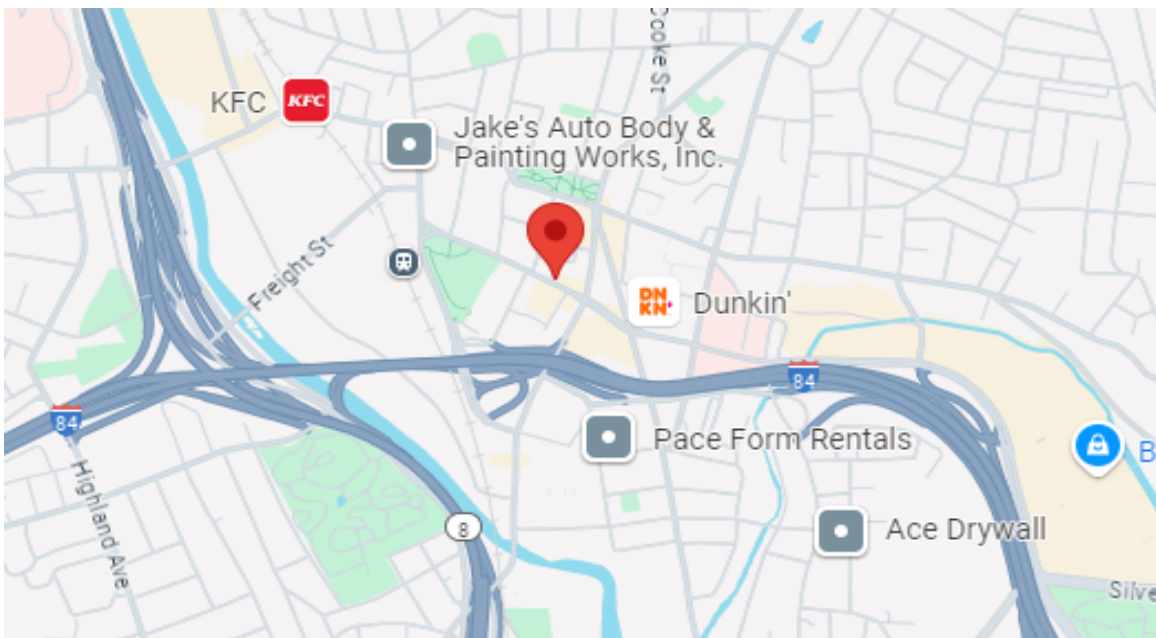 Cooke St
KFC
KFC
Jake's Auto Body &
Painting Works, Inc.
Freight St
DN
KN'
Dunkin'
84
84
Pace Form Rentals
B
Highland Ave
8
Ace Drywall
Silve